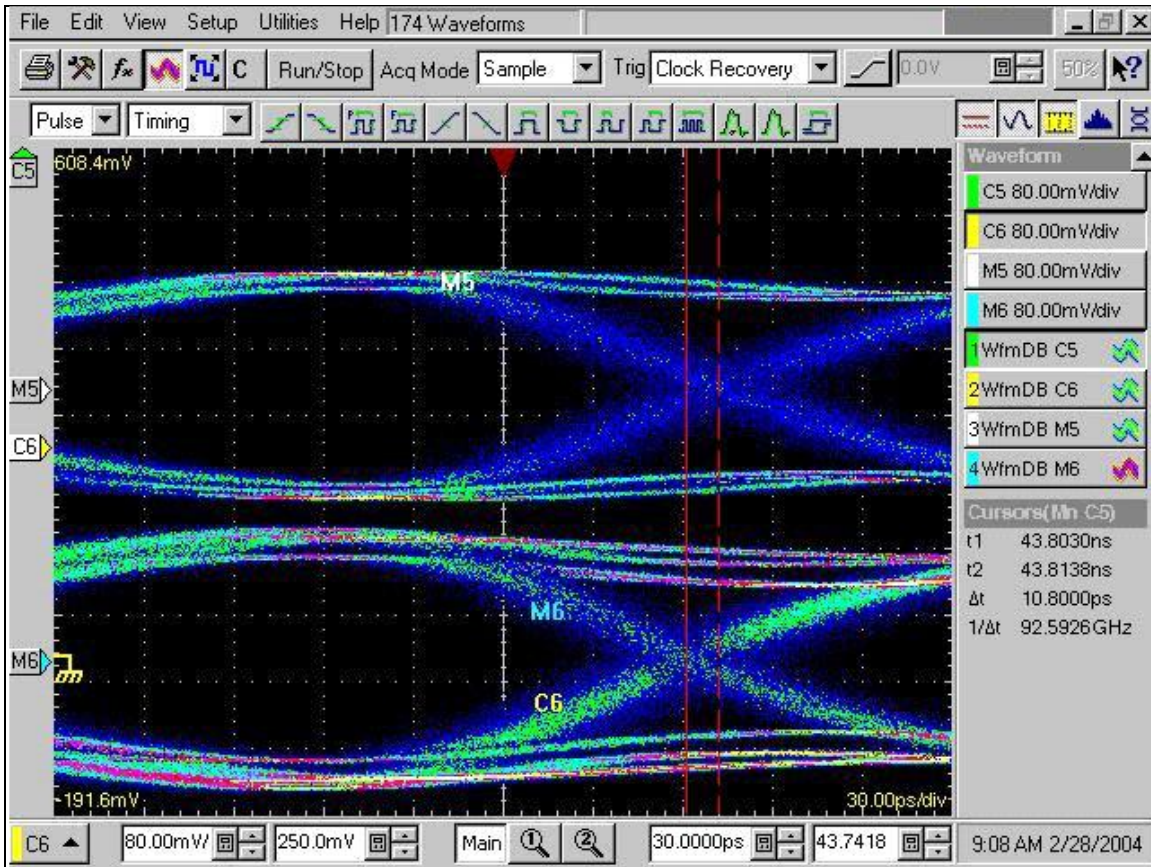 File Edit View Setup Utilities Help 174 Waveforms
C Run/Stop Acq Mode Sample Trig Clock Recovery 0.0V 50% ?
Pulse Timing
C5
608.4mV
M5
M5
C6
M6
M6
C6
-191.6mV
30.00ps/div
Waveform
C5 80.00mV/div
C6 80.00mV/div
M5 80.00mV/div
M6 80.00mV/div
1 WfmDB C5
2 WfmDB C6
3 WfmDB M5
4 WfmDB M6
Cursors(Mn C5)
t1 43.8030ns
t2 43.8138ns
Δt 10.8000ps
1/Δt 92.5926GHz
C6 80.00mV/ 250.0mV Main 1 2 30.0000ps 43.7418 9:08 AM 2/28/2004